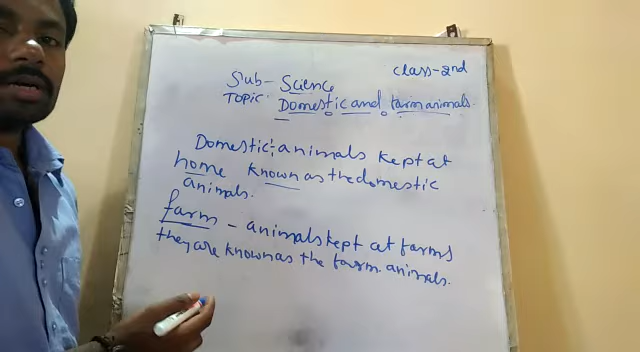 class-2nd
Sub- Science
TOPIC: Domestic and farm animals.
Domestic: animals kept at
home known as the domestic
animals.
farm - animals kept at farms
they are known as the farm animals.